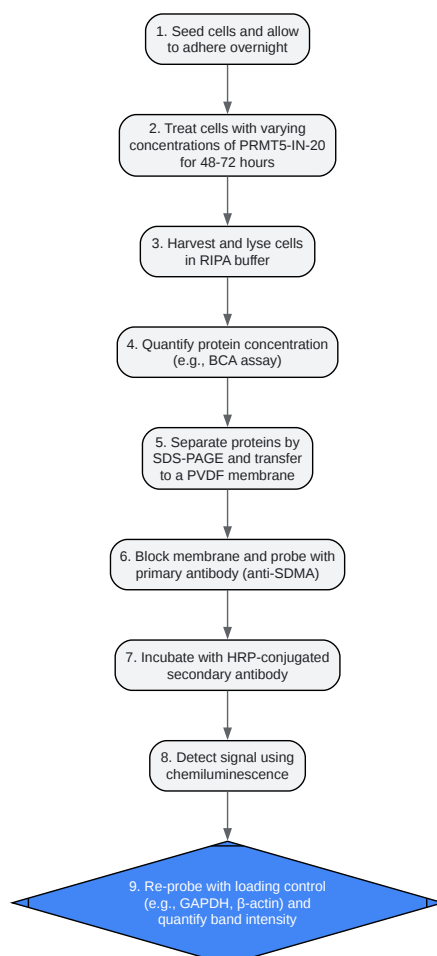 1. Seed cells and allow
to adhere overnight
2. Treat cells with varying
concentrations of PRMT5-IN-20
for 48-72 hours
3. Harvest and lyse cells
in RIPA buffer
4. Quantify protein concentration
(e.g., BCA assay)
5. Separate proteins by
SDS-PAGE and transfer
to a PVDF membrane
6. Block membrane and probe with
primary antibody (anti-SDMA)
7. Incubate with HRP-conjugated
secondary antibody
8. Detect signal using
chemiluminescence
9. Re-probe with loading control
(e.g., GAPDH, β-actin) and
quantify band intensity